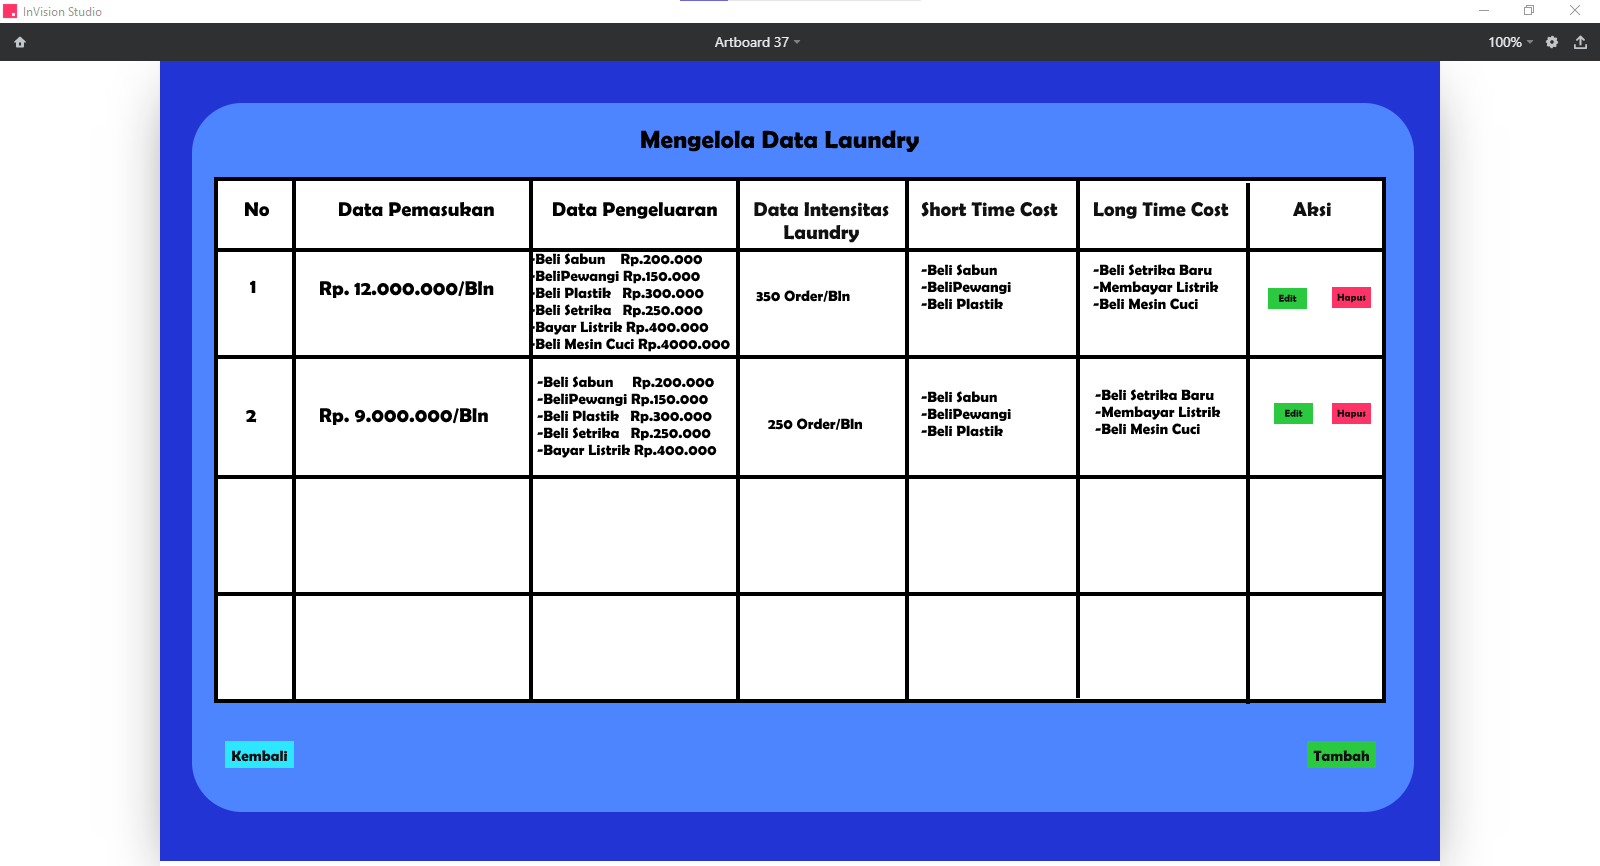 InVision Studio
Artboard 37
100%
Mengelola Data Laundry
No
Data Pemasukan
Data Pengeluaran
Data Intensitas
Laundry
Short Time Cost
Long Time Cost
Aksi
1
Rp. 12.000.000/Bln
-Beli Sabun Rp.200.000
-BeliPewangi Rp.150.000
-Beli Plastik Rp.300.000
-Beli Setrika Rp.250.000
-Bayar Listrik Rp.400.000
-Beli Mesin Cuci Rp.4000.000
350 Order/Bln
-Beli Sabun
-BeliPewangi
-Beli Plastik
-Beli Setrika Baru
-Membayar Listrik
-Beli Mesin Cuci
Edit
Hapus
2
Rp. 9.000.000/Bln
-Beli Sabun Rp.200.000
-BeliPewangi Rp.150.000
-Beli Plastik Rp.300.000
-Beli Setrika Rp.250.000
-Bayar Listrik Rp.400.000
250 Order/Bln
-Beli Sabun
-BeliPewangi
-Beli Plastik
-Beli Setrika Baru
-Membayar Listrik
-Beli Mesin Cuci
Edit
Hapus
Kembali
Tambah